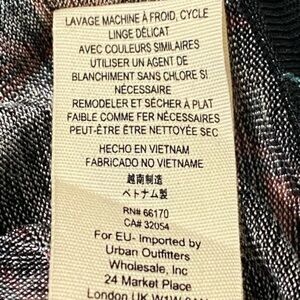 LAVAGE MACHINE À FROID, CYCLE
LINGE DÉLICAT
AVEC COULEURS SIMILAIRES
UTILISER UN AGENT DE
BLANCHIMENT SANS CHLORE SI
NÉCESSAIRE
REMODELER ET SÉCHER À PLAT
FAIBLE COMME FER NÉCESSAIRE
PEUT-ÊTRE ÊTRE NETTOYÉE SEC
HECHO EN VIETNAM
FABRICADO NO VIETNAME
越南制造
ベトナム製
RN# 66170
CA# 32054
For EU- Imported by
Urban Outfitters
Wholesale, Inc
24 Market Place
London UK W1W